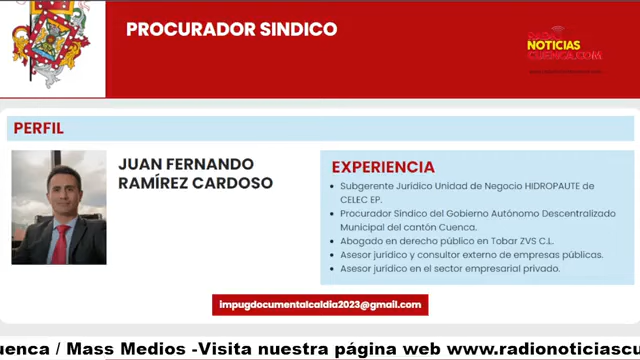 PROCURADOR SINDICO
NOTICIAS
CUENCA.COM
PERFIL
JUAN FERNANDO
RAMÍREZ CARDOSO
EXPERIENCIA
• Subgerente Jurídico Unidad de Negocio HIDROPAUTE de
CELEC EP.
• Procurador Síndico del Gobierno Autónomo Descentralizado
Municipal del cantón Cuenca.
• Abogado en derecho público en Tobar ZVS C.L.
• Asesor jurídico y consultor externo de empresas públicas.
• Asesor jurídico en el sector empresarial privado.
impugdocumentalcaldia2023@gmail.com
uenca / Mass Medios -Visita nuestra página web www.radionoticiascu